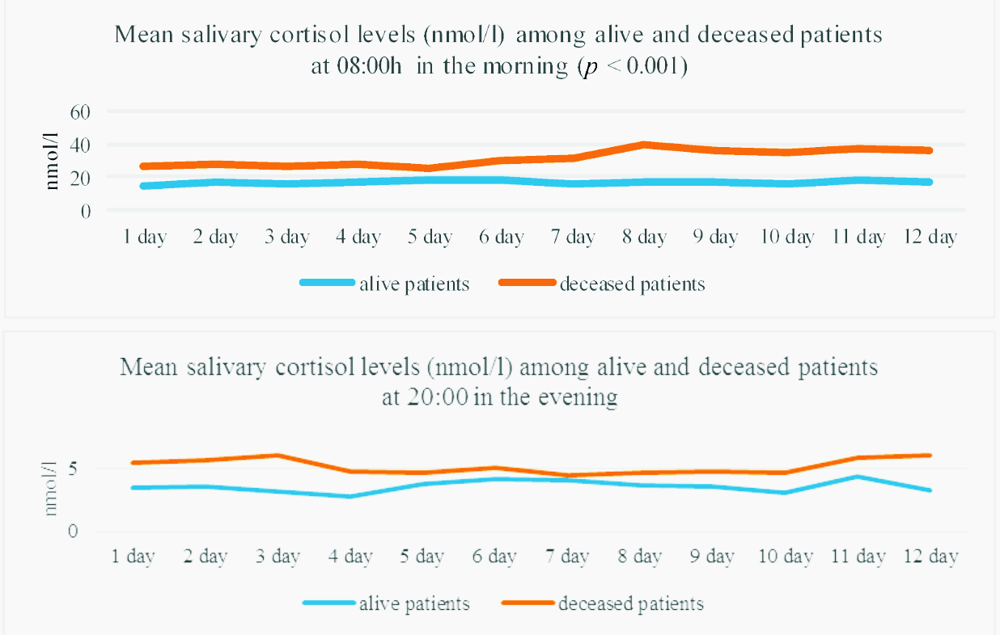 Mean salivary cortisol levels (nmol/l) among alive and deceased patients
at 08:00h in the morning (p < 0.001)
nmol/l
60
40
20
0
1 day 2 day 3 day 4 day 5 day 6 day 7 day 8 day 9 day 10 day 11 day 12 day
alive patients deceased patients
Mean salivary cortisol levels (nmol/l) among alive and deceased patients
at 20:00 in the evening
nmol/l
5
0
1 day 2 day 3 day 4 day 5 day 6 day 7 day 8 day 9 day 10 day 11 day 12 day
alive patients deceased patients